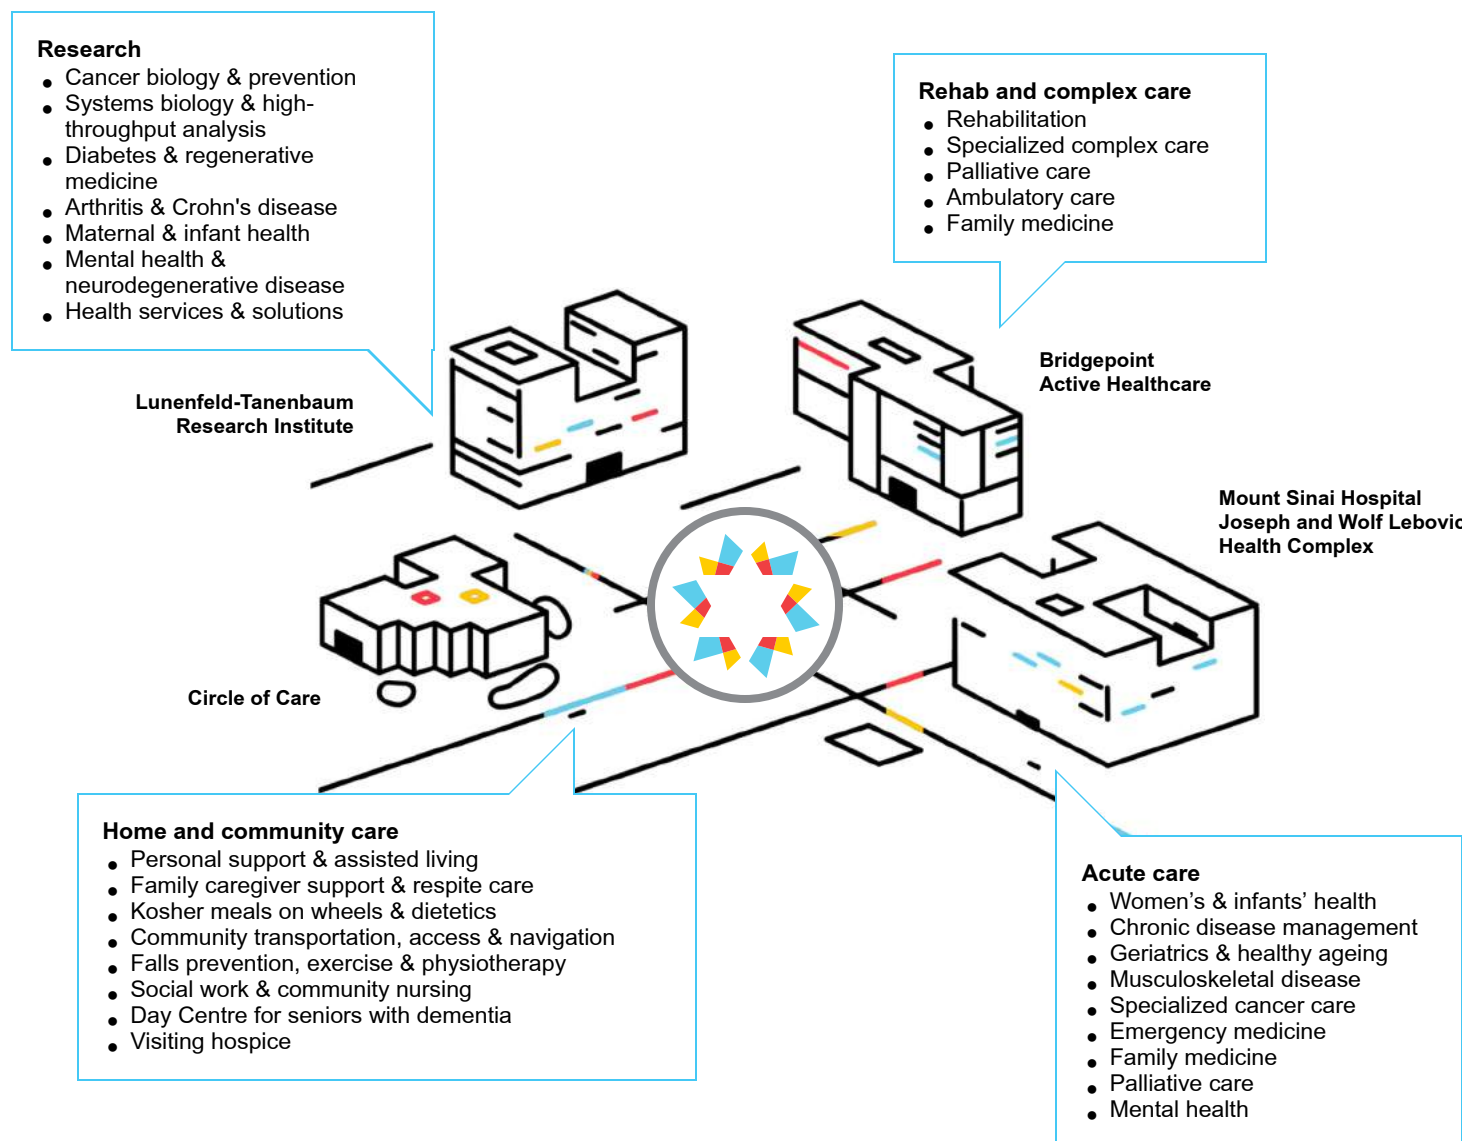 Research
Cancer biology & prevention
Systems biology & high-
throughput analysis
Diabetes & regenerative
medicine
Arthritis & Crohn's disease
Maternal & infant health
Mental health &
neurodegenerative disease
Health services & solutions
Rehab and complex care
Rehabilitation
Specialized complex care
Palliative care
Ambulatory care
Family medicine
Lunenfeld-Tanenbaum
Research Institute
Bridgepoint
Active Healthcare
Mount Sinai Hospital
Joseph and Wolf Lebovic
Health Complex
Circle of Care
Home and community care
Personal support & assisted living
Family caregiver support & respite care
Kosher meals on wheels & dietetics
Community transportation, access & navigation
Falls prevention, exercise & physiotherapy
Social work & community nursing
Day Centre for seniors with dementia
Visiting hospice
Acute care
Women’s & infants’ health
Chronic disease management
Geriatrics & healthy ageing
Musculoskeletal disease
Specialized cancer care
Emergency medicine
Family medicine
Palliative care
Mental health